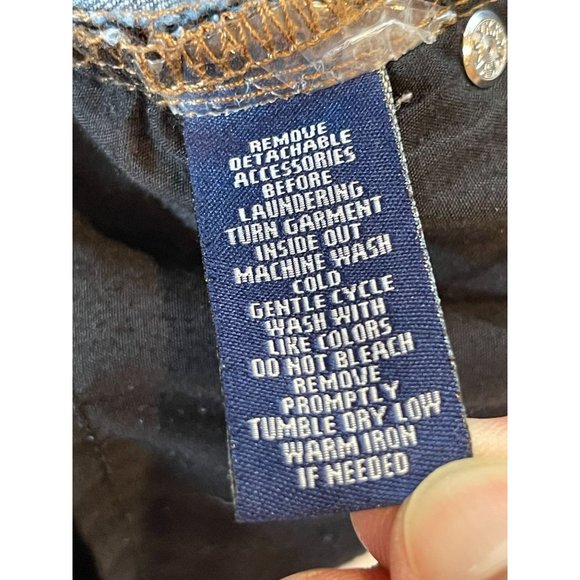 REMOVE
DETACHABLE
ACCESSORIES
BEFORE
LAUNDERING
TURN GARMENT
INSIDE OUT
MACHINE WASH
COLD
GENTLE CYCLE
WASH WITH
LIKE COLORS
DO NOT BLEACH
REMOVE
PROMPTLY
TUMBLE DRY LOW
WARM IRON
IF NEEDED